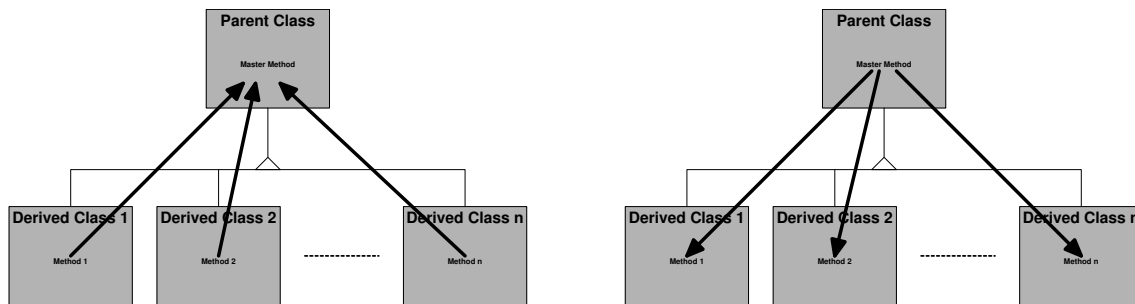 Parent Class
Master Method
Derived Class 1
Derived Class 2
Derived Class n
Method 1
Method 2
Method n
Parent Class
Master Method
Derived Class 1
Derived Class 2
Derived Class n
Method 1
Method 2
Method n